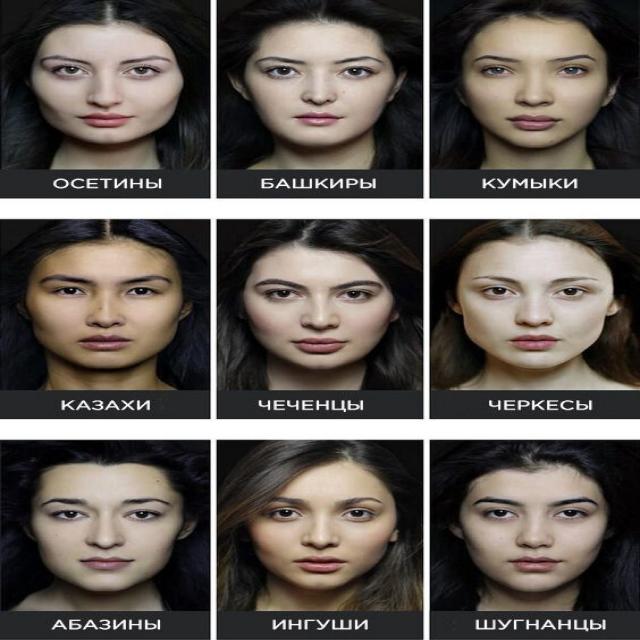 ОСЕТИНЫ
БАШКИРЫ
КУМЫКИ
КАЗАХИ
ЧЕЧЕНЦЫ
ЧЕРКЕСЫ
АБАЗИНЫ
ИНГУШИ
ШУГНАНЦЫ